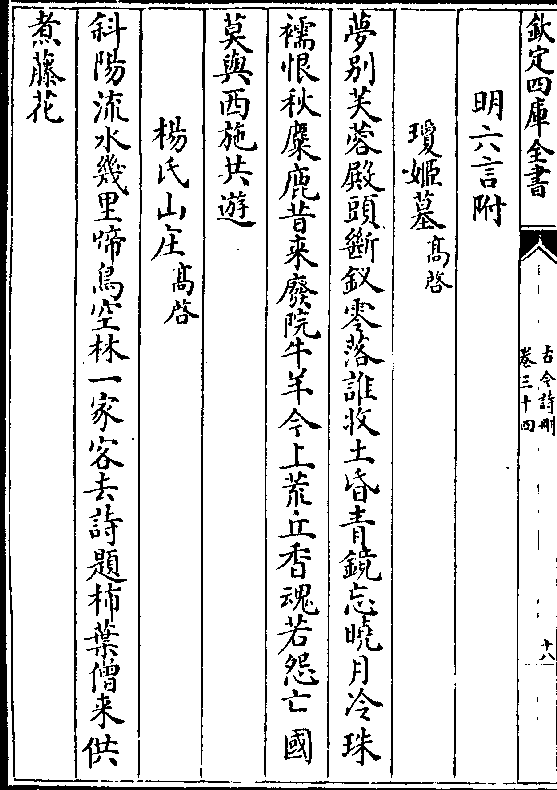 欽定四庫全書
古今詩刪
卷三十四
十八
明六言附
瓊姬墓高啓
夢别芙蓉殿頭斷釵零落誰收土昏青鏡忘曉月冷珠
襦恨秋麋鹿昔来廢院牛羊今上荒丘香魂若怨亡國
莫與西施共遊
楊氏山庄高啓
斜陽流水幾里啼鳥空林一家客去詩題柿葉僧来供
煮藤花